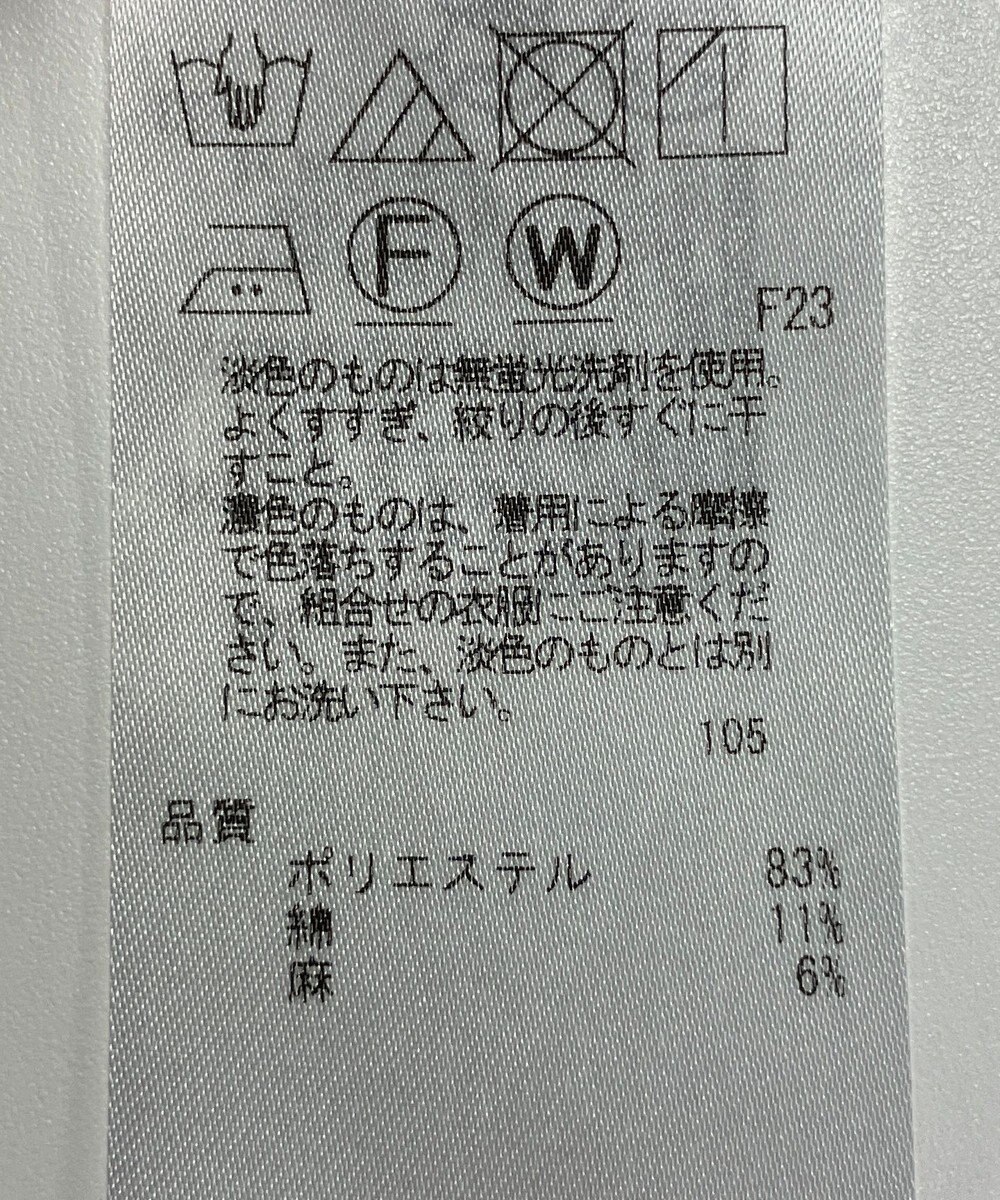 F W
F23
淡色のものは無蛍光洗剤を使用。
よくすすぎ、絞りの後すぐに干
すこと。
濃色のものは、着用による摩擦
で色落ちすることがありますの
で、組合せの衣服にご注意くだ
さい。また、淡色のものとは別
にお洗い下さい。
105
品質
ポリエステル 83%
綿 11%
麻 6%